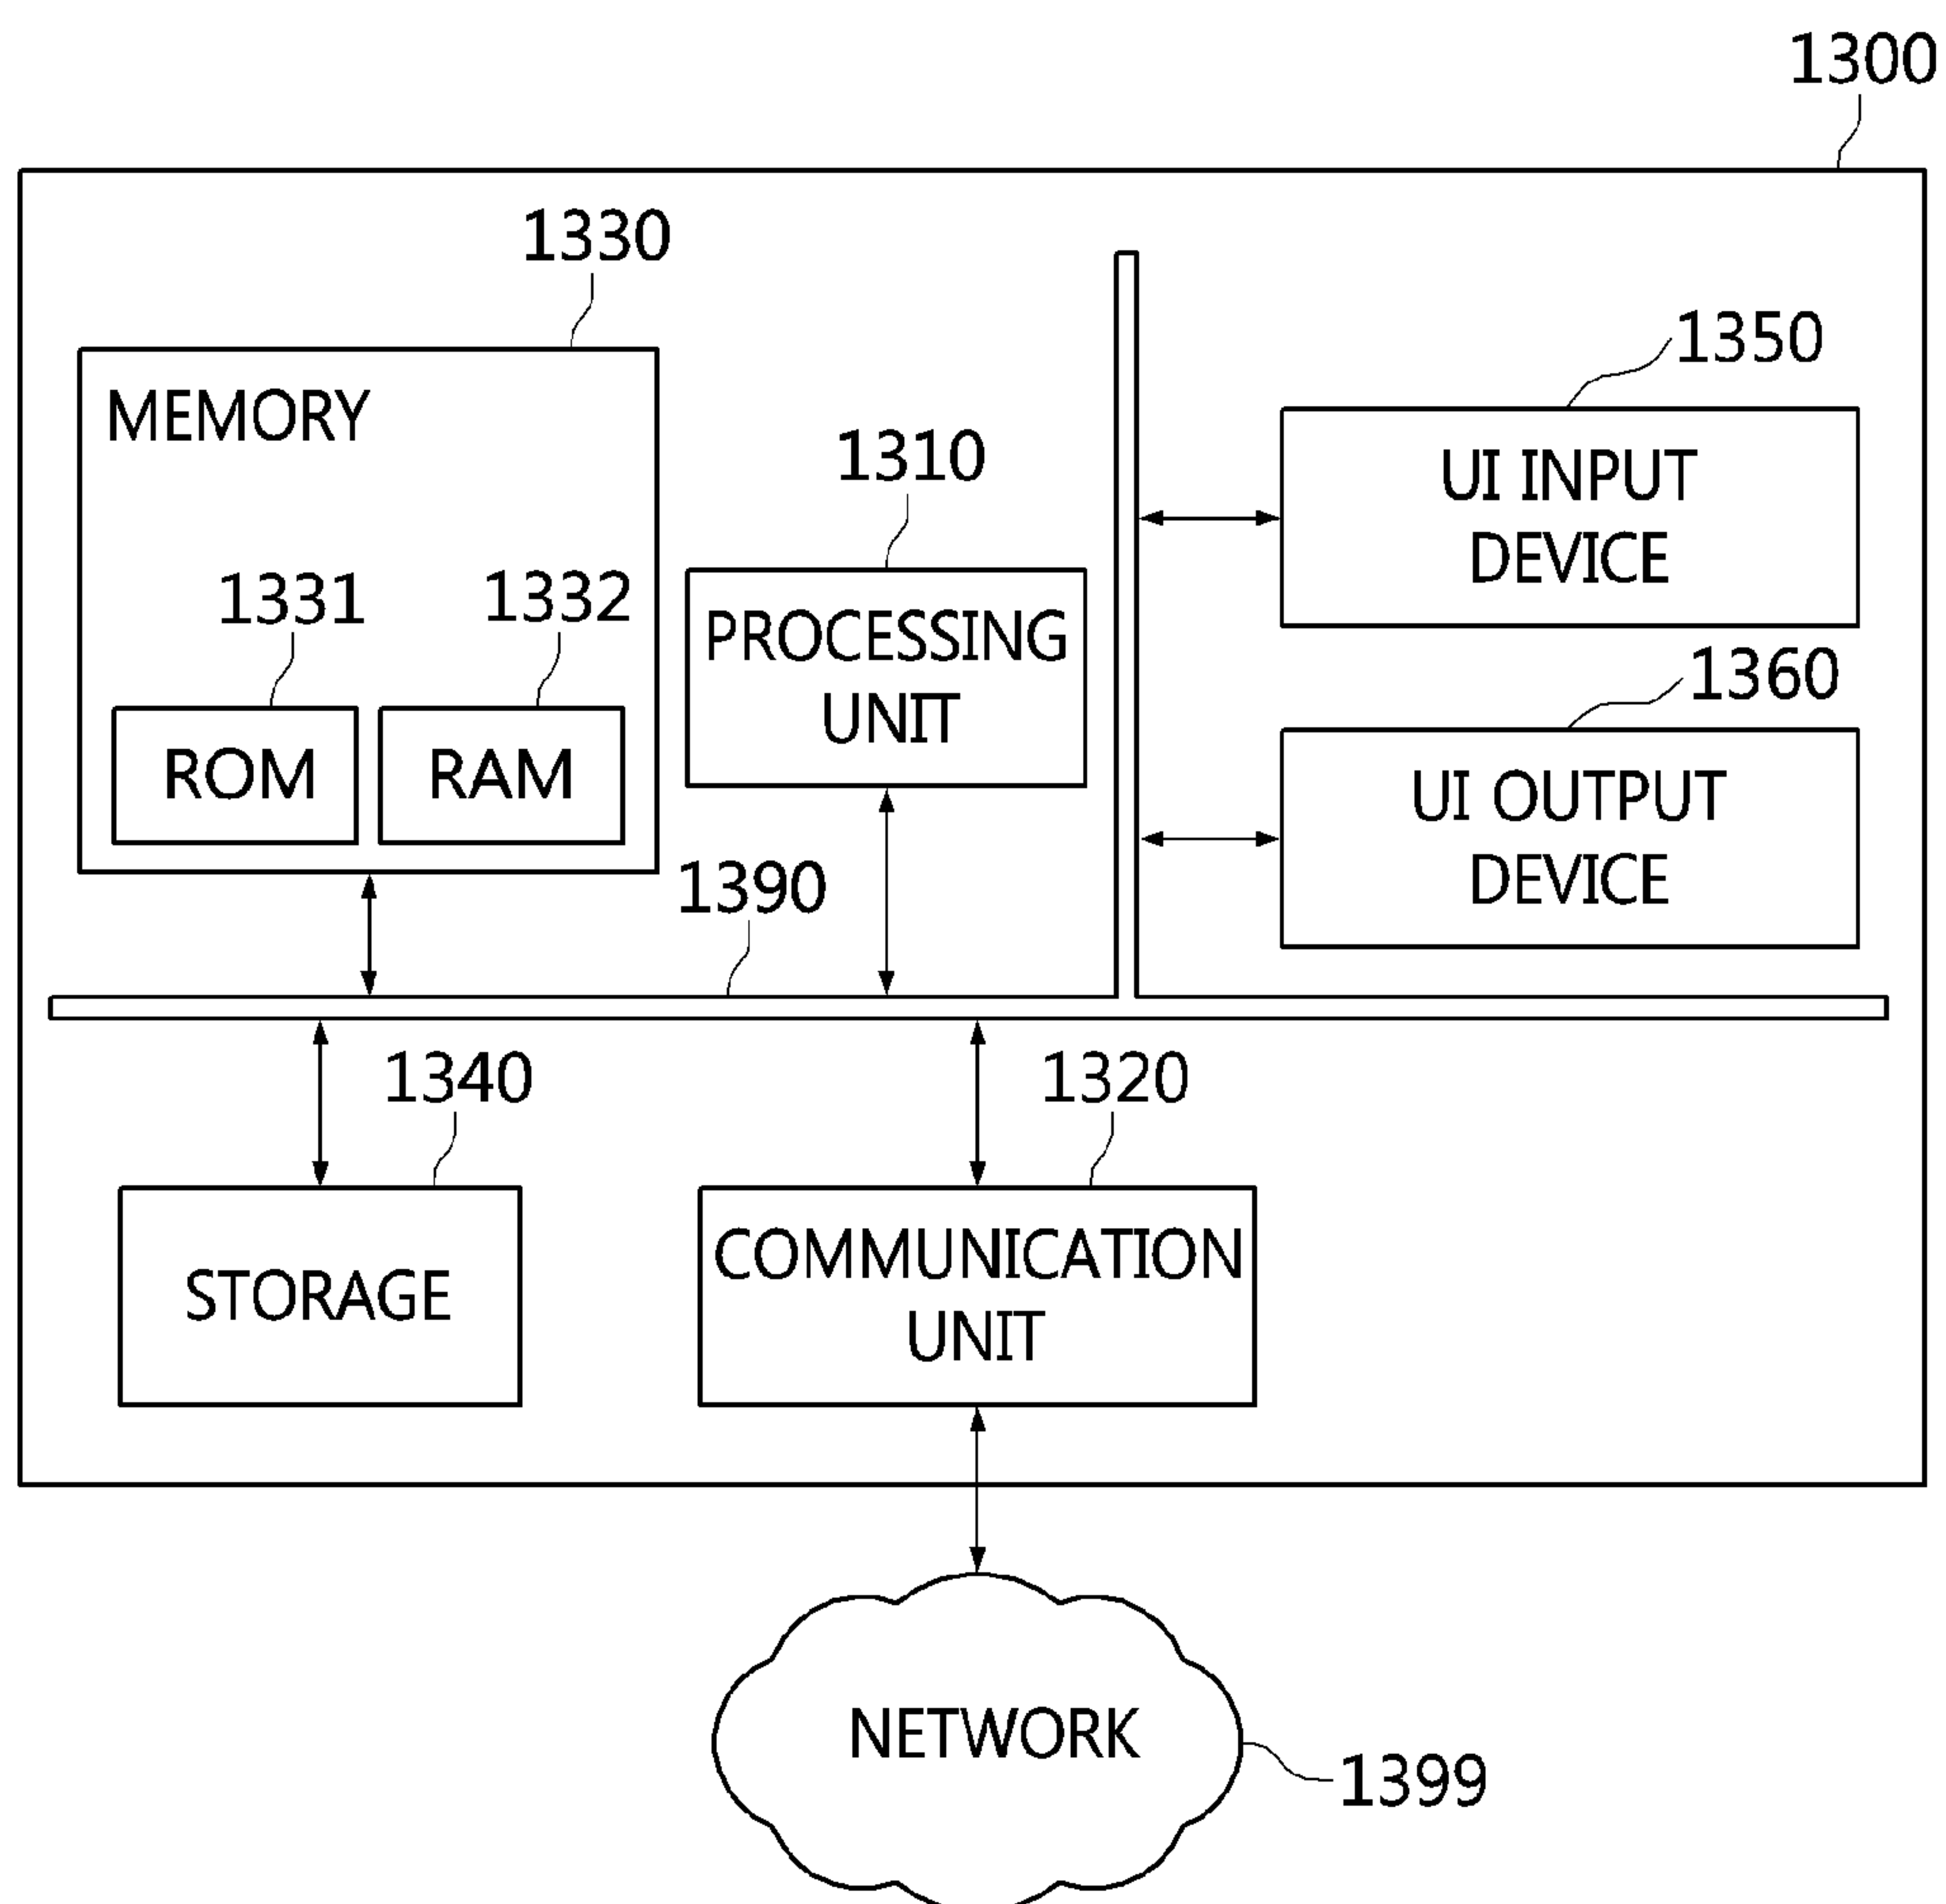 1300
1330
MEMORY
1331
1332
ROM
RAM
1310
PROCESSING
UNIT
1350
UI INPUT
DEVICE
1360
UI OUTPUT
DEVICE
1390
1340
STORAGE
1320
COMMUNICATION
UNIT
NETWORK
1399